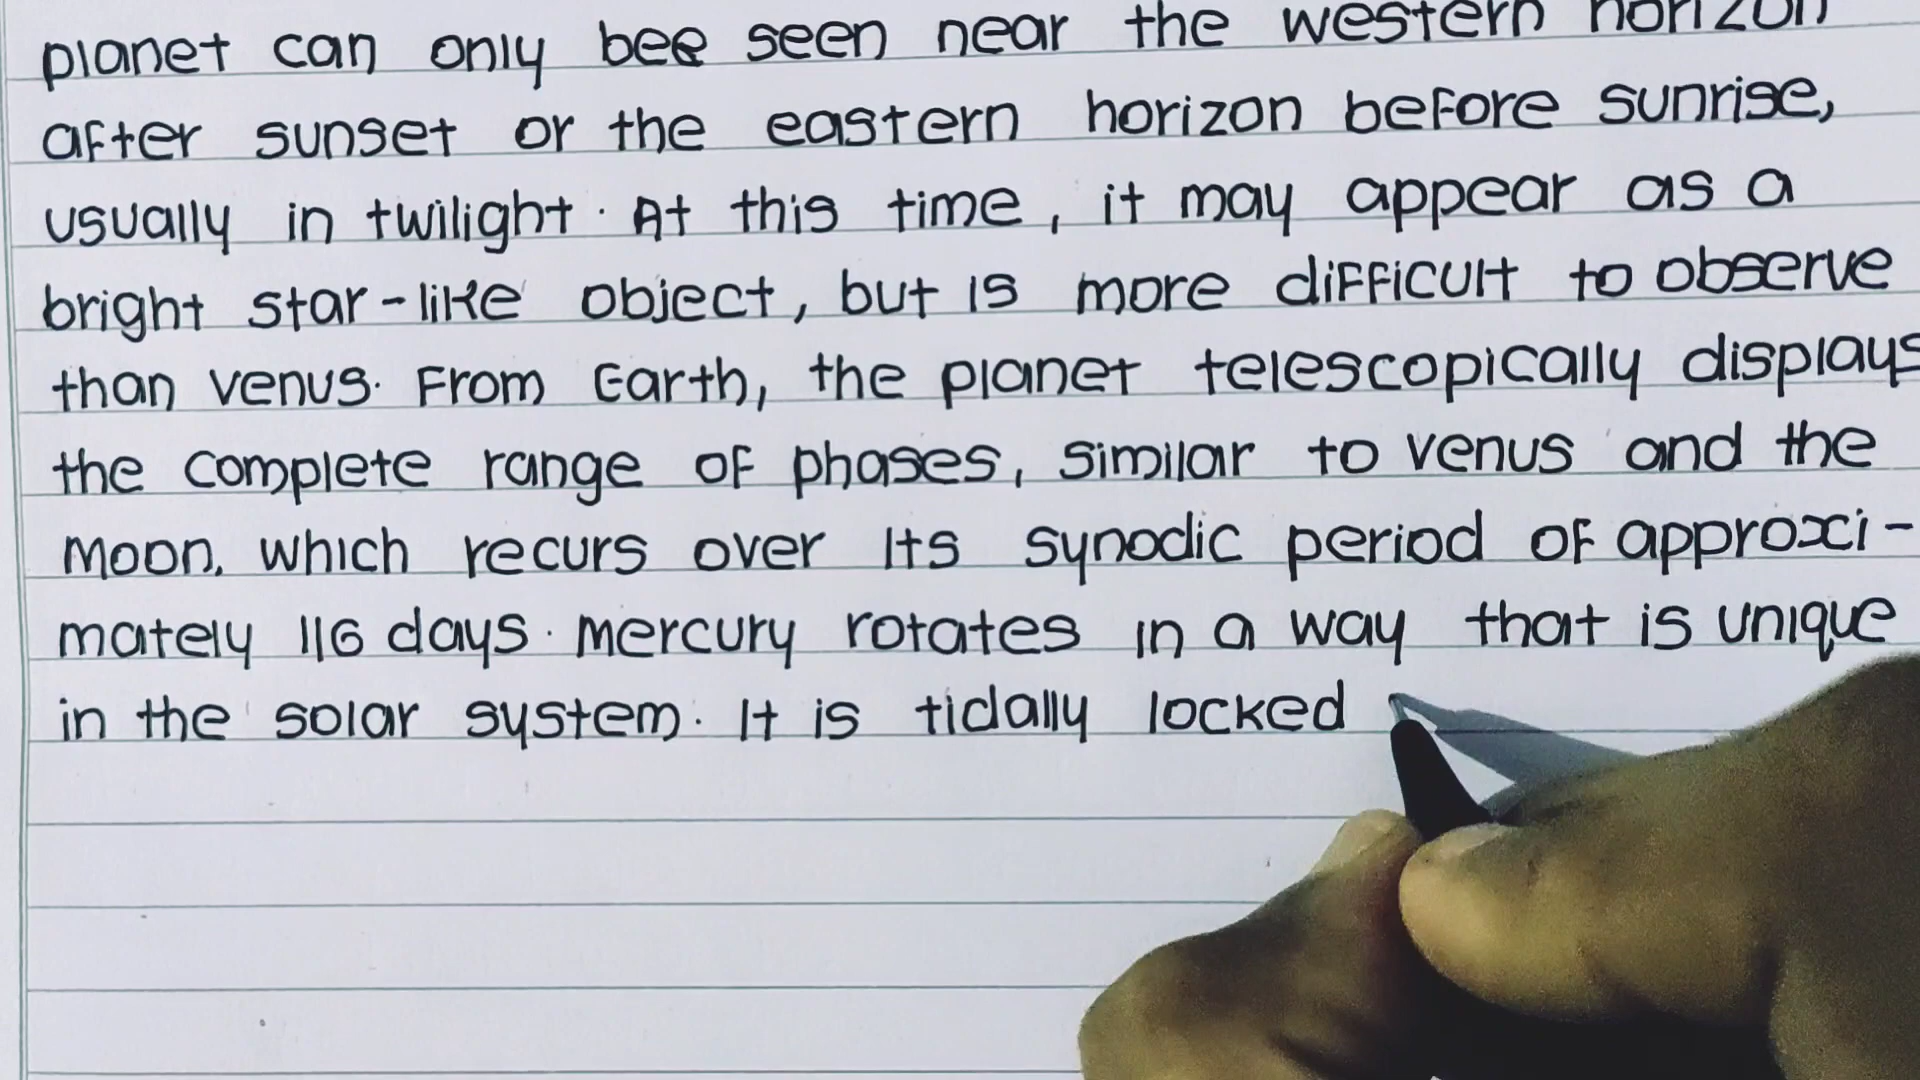 planet can only bee seen near the western horizon
after sunset or the eastern horizon before sunrise,
usually in twilight. At this time, it may appear as a
bright star-like object, but is more difficult to observe
than venus. From Earth, the planet telescopically displays
the complete range of phases, similar to venus and the
moon, which recurs over its synodic period of approxi-
mately 116 days. mercury rotates in a way that is unique
in the solar system. It is tidally locked